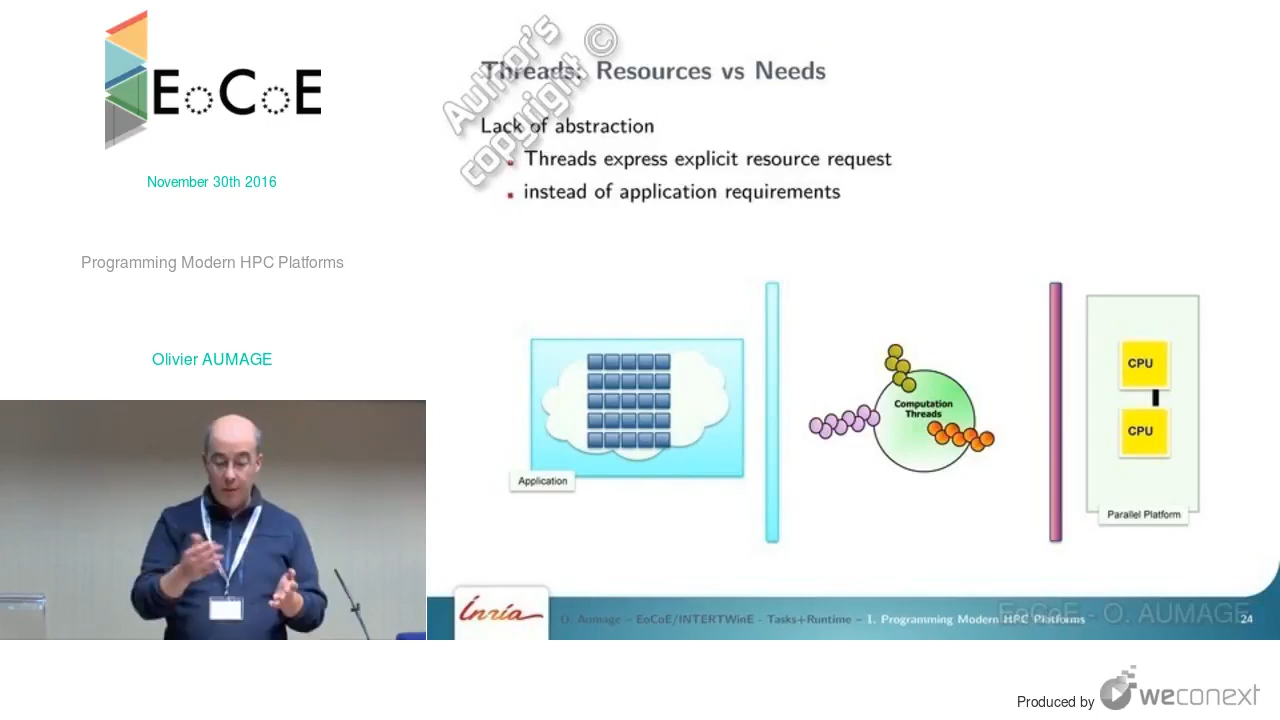 EoCoE
November 30th 2016
Programming Modern HPC Platforms
Olivier AUMAGE
Author's
copyright ©
Threads: Resources vs Needs
Lack of abstraction
Threads express explicit resource request
instead of application requirements
Application
Computation
Threads
CPU
CPU
Parallel Platform
Inria
O. Aumage – EoCoE/INTERTWinE - Tasks+Runtime – 1. Programming Modern HPC Platforms
EoCoE - O. AUMAGE
24
Produced by
weconext